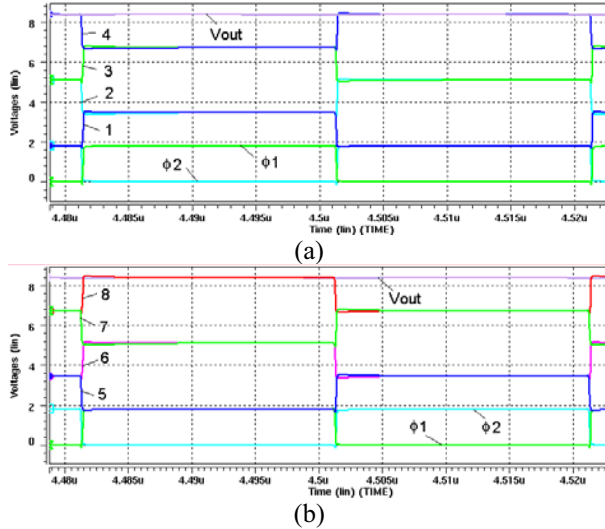 8
6
4
2
0
Voltages (lin)
4
3
2
1
Vout
ϕ2
ϕ1
4.48u
4.485u
4.49u
4.495u
4.5u
4.505u
4.51u
4.515u
4.52u
Time (lin) (TIME)
(a)
8
6
4
2
0
Voltages (lin)
8
7
6
5
Vout
ϕ1
ϕ2
4.48u
4.485u
4.49u
4.495u
4.5u
4.505u
4.51u
4.515u
4.52u
Time (lin) (TIME)
(b)